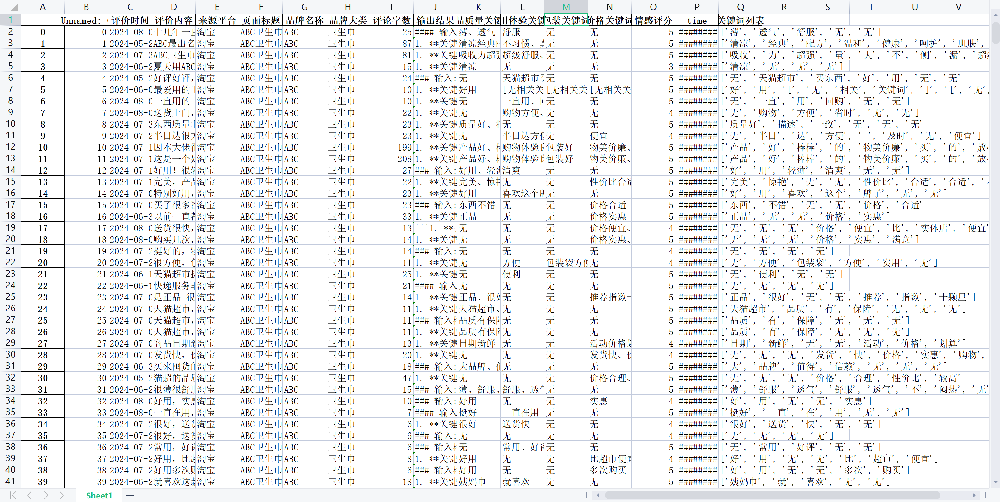 A B C D E F G H I J K L M N O P Q R S T U V
1 Unnamed: 评价时间 评价内容 来源平台 页面标题 品牌名称 品牌大类 评论字数 输出结果 品质量关键 用体验关键 包装关键词 价格关键词 情感评分 time 关键词列表
2 0 0 2024-08-0 十几年一直 淘宝 ABC卫生巾 ABC 卫生巾 25 #### 输入 薄、透气 舒服 无 无 5 ######## ['薄', '透气', '舒服', '无', '无']
3 1 1 2024-05-2 ABC最出名 淘宝 ABC卫生巾 ABC 卫生巾 87 1. **关键 清凉经典配 不习惯、真 无 无 5 ######## ['清凉', '经典', '配方', '温和', '健康', '呵护', '肌肤',
4 2 2 2024-07-3 ABC卫生巾 淘宝 ABC卫生巾 ABC 卫生巾 81 1. **关键 吸收力超强 超级舒服、 无 无 5 ######## ['吸收', '力', '超强', '量', '大', '不', '侧', '漏', '超级
5 3 3 2024-06-2 夏天用ABC 淘宝 ABC卫生巾 ABC 卫生巾 15 1. **关键 清凉 无 无 无 3 ######## ['清凉', '无', '无', '无']
6 4 4 2024-05-2 好评好评, 淘宝 ABC卫生巾 ABC 卫生巾 24 ### 输入: 无 天猫超市买 无 无 5 ######## ['无', '天猫超市', '买东西', '好', '用', '无', '无']
7 5 5 2024-06-0 最爱用的卫 淘宝 ABC卫生巾 ABC 卫生巾 10 1. **关键 好用 [无相关关 [无相关关 [无相关关 5 ######## ['好', '用', '[', '无', '相关', '关键词', ']', '[', '无',
8 6 6 2024-08-0 一直用的一 淘宝 ABC卫生巾 ABC 卫生巾 10 1. **关键 无 一直用、回 无 无 5 ######## ['无', '一直', '用', '回购', '无', '无']
9 7 7 2024-08-0 送货上门, 淘宝 ABC卫生巾 ABC 卫生巾 22 1. **关键 无 购物方便、 无 无 4 ######## ['无', '购物', '方便', '省时', '无', '无']
10 8 8 2024-07-3 东西质量非 淘宝 ABC卫生巾 ABC 卫生巾 23 1. **关键 质量好、描 无 无 无 5 ######## ['质量好', '描述', '一致', '无', '无', '无']
11 9 9 2024-07-2 半日达很方 淘宝 ABC卫生巾 ABC 卫生巾 23 1. **关键 无 半日达方便 无 便宜 4 ######## ['无', '半日', '达', '方便', ' ', '及时', '无', '便宜']
12 10 10 2024-07-1 因本大佬很 淘宝 ABC卫生巾 ABC 卫生巾 199 1. **关键 产品好、棒 购物体验良 包装好 物美价廉、 5 ######## ['产品', '好', '棒棒', '的', '物美价廉', '买', '的', '放心
13 11 11 2024-07-1 这是一个好 淘宝 ABC卫生巾 ABC 卫生巾 208 1. **关键 产品好、棒 购物体验良 包装好 物美价廉、 5 ######## ['产品', '好', '棒棒', '的', '物美价廉', '买', '的', '放心
14 12 12 2024-07-1 好用！很轻 淘宝 ABC卫生巾 ABC 卫生巾 27 ### 输入: 好用、轻薄 清爽 无 无 5 ######## ['好', '用', '轻薄', '清爽', '无', '无']
15 13 13 2024-07-1 完美, 产品 淘宝 ABC卫生巾 ABC 卫生巾 22 1. **关键 完美、惊艳 无 无 性价比合适 5 ######## ['完美', '惊艳', '无', '无', '性价比', '合适', '合适',
16 14 14 2024-07-0 特别好用, 淘宝 ABC卫生巾 ABC 卫生巾 23 1. **关键 好用 喜欢这个牌 无 无 5 ######## ['好', '用', '喜欢', '这个', '牌子', '无', '无']
17 15 15 2024-07-0 买了很多次 淘宝 ABC卫生巾 ABC 卫生巾 23 ### 输入: 东西不错 无 无 价格合适 5 ######## ['东西', '不错', '无', '无', '价格', '合适']
18 16 16 2024-06-3 以前一直都 淘宝 ABC卫生巾 ABC 卫生巾 33 1. **关键 正品 无 无 价格实惠 5 ######## ['正品', '无', '无', '价格', '实惠']
19 17 17 2024-08-0 送货很快, 淘宝 ABC卫生巾 ABC 卫生巾 13 ```1. **关 无 无 无 价格便宜、 4 ######## ['无', '无', '无', '价格', '便宜', '比', '实体店', '便宜'
20 18 18 2024-08-0 购买几次, 淘宝 ABC卫生巾 ABC 卫生巾 14 1. **关键 无 无 无 价格实惠、 5 ######## ['无', '无', '无', '价格', '实惠', '满意']
21 19 19 2024-07-2 挺好的, 物 淘宝 ABC卫生巾 ABC 卫生巾 14 ### 输入: 无 无 无 无 4 ######## ['无', '无', '无', '无']
22 20 20 2024-07-2 很方便, 包 淘宝 ABC卫生巾 ABC 卫生巾 11 1. **关键 无 方便 包装袋方便 无 4 ######## ['无', '方便', '包装袋', '方便', '实用', '无']
23 21 21 2024-06-1 天猫超市提 淘宝 ABC卫生巾 ABC 卫生巾 25 1. **关键 无 便利 无 无 5 ######## ['无', '便利', '无', '无']
24 22 22 2024-06-1 快递服务非 淘宝 ABC卫生巾 ABC 卫生巾 21 #### 输入 无 无 无 无 5 ######## ['无', '无', '无', '无']
25 23 23 2024-07-0 是正品 很 淘宝 ABC卫生巾 ABC 卫生巾 14 1. **关键 正品、很好 无 无 推荐指数十 5 ######## ['正品', '很好', '无', '无', '推荐', '指数', '十颗星']
26 24 24 2024-07-0 天猫超市, 淘宝 ABC卫生巾 ABC 卫生巾 11 1. **关键 天猫超市、 无 无 无 5 ######## ['天猫超市', '品质', '有', '保障', '无', '无', '无']
27 25 25 2024-07-0 天猫超市, 淘宝 ABC卫生巾 ABC 卫生巾 11 ### 输入格 品质有保障 无 无 无 5 ######## ['品质', '有', '保障', '无', '无', '无']
28 26 26 2024-07-0 天猫超市, 淘宝 ABC卫生巾 ABC 卫生巾 11 1. **关键 品质有保障 无 无 无 5 ######## ['品质', '有', '保障', '无', '无', '无']
29 27 27 2024-07-0 商品日期新 淘宝 ABC卫生巾 ABC 卫生巾 13 1. **关键 日期新鲜 无 无 活动价格划 4 ######## ['日期', '新鲜', '无', '无', '活动', '价格', '划算']
30 28 28 2024-07-0 发货快, 价 淘宝 ABC卫生巾 ABC 卫生巾 20 1. **关键 无 无 无 发货快、价 4 ######## ['无', '无', '无', '发货', '快', '价格', '实惠', '购物',
31 29 29 2024-06-3 买来囤货的 淘宝 ABC卫生巾 ABC 卫生巾 18 ### 输入: 大品牌、值 无 无 无 5 ######## ['大', '品牌', '值得', '信赖', '无', '无', '无']
32 30 30 2024-05-2 猫超的品质 淘宝 ABC卫生巾 ABC 卫生巾 47 1. **关键 无 无 无 价格合理、 5 ######## ['无', '无', '无', '价格', '合理', '性价比', '较高']
33 31 31 2024-06-2 很薄很舒服 淘宝 ABC卫生巾 ABC 卫生巾 15 ### 输入: 薄、舒服、 舒服、透气 无 无 5 ######## ['薄', '舒服', '透气', '舒服', '透气', '不', '闷热', '无'
34 32 32 2024-08-0 好用, 实惠 淘宝 ABC卫生巾 ABC 卫生巾 10 ### 输入: 好用 无 无 实惠 4 ######## ['好', '用', '无', '无', '实惠']
35 33 33 2024-08-0 一直在用, 淘宝 ABC卫生巾 ABC 卫生巾 7 #### 输入 挺好 一直在用 无 无 5 ######## ['挺好', '一直', '在', '用', '无', '无']
36 34 34 2024-07-2 很好, 送货 淘宝 ABC卫生巾 ABC 卫生巾 6 1. **关键 很好 送货快 无 无 4 ######## ['很好', '送货', '快', '无', '无']
37 35 35 2024-07-2 很好, 送货 淘宝 ABC卫生巾 ABC 卫生巾 6 ### 输入: 无 无 无 无 4 ######## ['无', '无', '无', '无']
38 36 36 2024-07-2 常用, 好评 淘宝 ABC卫生巾 ABC 卫生巾 6 ### 输入格 无 常用、好评 无 无 5 ######## ['无', '常用', '好评', '无', '无']
39 37 37 2024-07-2 好用, 比超 淘宝 ABC卫生巾 ABC 卫生巾 8 1. **关键 好用 无 无 比超市便宜 4 ######## ['好', '用', '无', '无', '比', '超市', '便宜']
40 38 38 2024-07-2 好用多次购 淘宝 ABC卫生巾 ABC 卫生巾 6 ### 输入格 好用 无 无 多次购买 5 ######## ['好', '用', '无', '无', '多次', '购买']
41 39 39 2024-06-2 就喜欢这款 淘宝 ABC卫生巾 ABC 卫生巾 18 1. **关键 姨妈巾 就喜欢 无 无 5 ######## ['姨妈巾', '就', '喜欢', '无', '无']
Sheet1